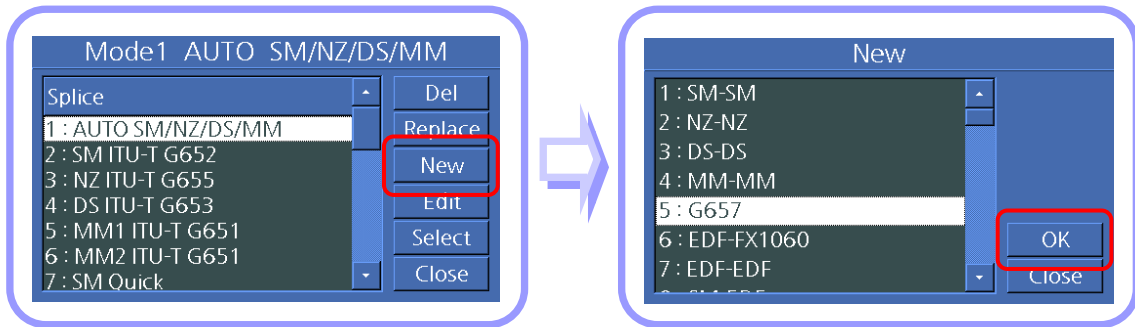 Mode1 AUTO SM/NZ/DS/MM
Splice
1 : AUTO SM/NZ/DS/MM
2 : SM ITU-T G652
3 : NZ ITU-T G655
4 : DS ITU-T G653
5 : MM1 ITU-T G651
6 : MM2 ITU-T G651
7 : SM Quick
Del
Replace
New
Edit
Select
Close
New
1 : SM-SM
2 : NZ-NZ
3 : DS-DS
4 : MM-MM
5 : G657
6 : EDF-FX1060
7 : EDF-EDF
OK
Close